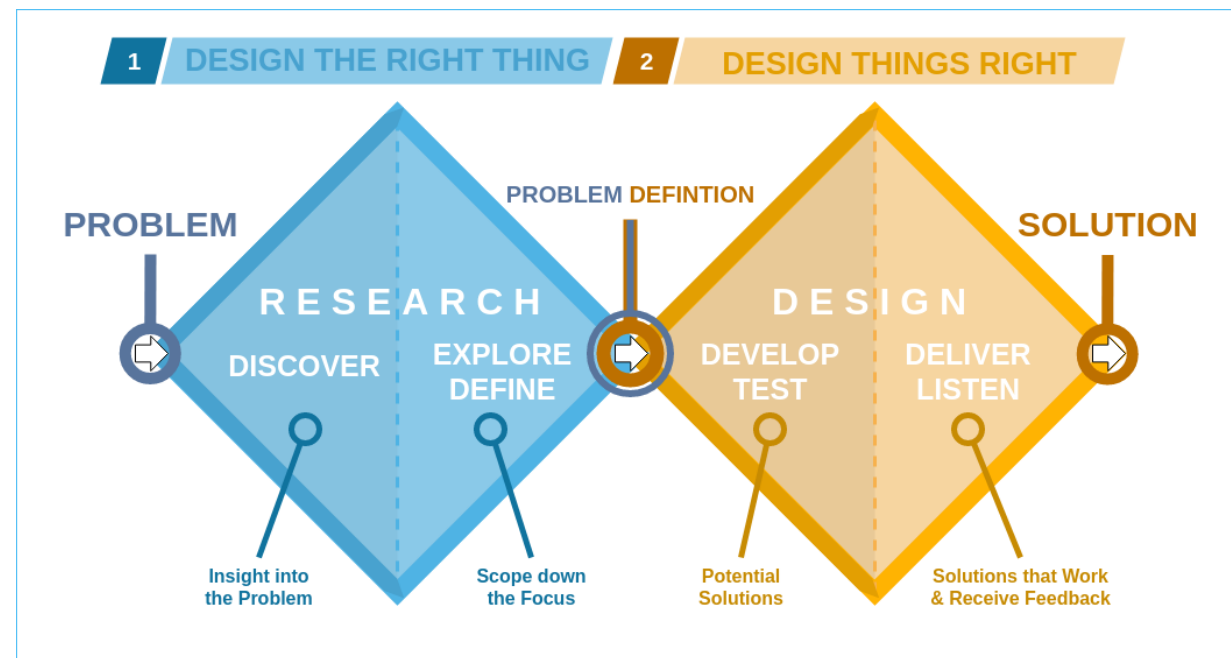 1 DESIGN THE RIGHT THING
2 DESIGN THINGS RIGHT
PROBLEM
PROBLEM DEFINTION
SOLUTION
RESEARCH
DISCOVER
EXPLORE
DEFINE
DESIGN
DEVELOP
TEST
DELIVER
LISTEN
Insight into
the Problem
Scope down
the Focus
Potential
Solutions
Solutions that Work
& Receive Feedback